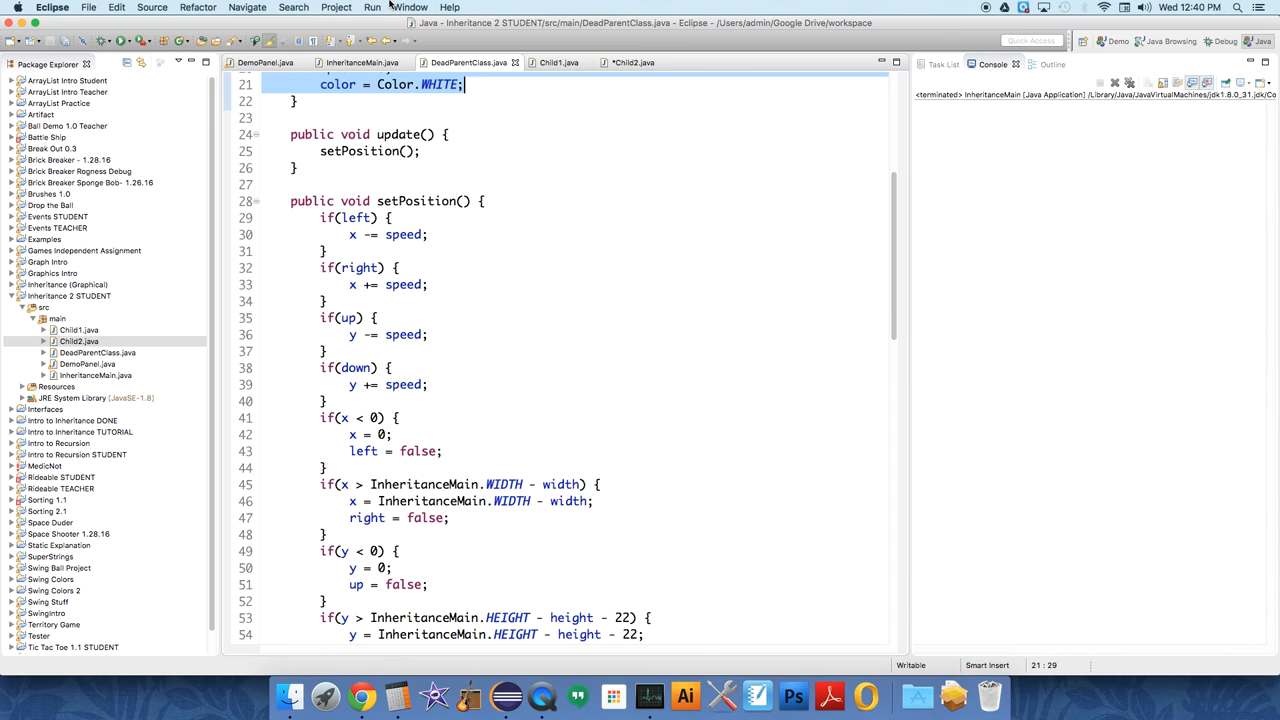 Eclipse File Edit Source Refactor Navigate Search Project Run Window Help Wed 12:40 PM admin
Java - Inheritance 2 STUDENT/src/main/DeadParentClass.java - Eclipse - /Users/admin/Google Drive/workspace
Quick Access Demo Java Browsing Debug Java
Package Explorer
ArrayList Intro Student
ArrayList Intro Teacher
ArrayList Practice
Artifact
Ball Demo 1.0 Teacher
Battle Ship
Break Out 0.3
Brick Breaker - 1.28.16
Brick Breaker Rogness Debug
Brick Breaker Sponge Bob- 1.26.16
Brushes 1.0
Drop the Ball
Events STUDENT
Events TEACHER
Examples
Games Independent Assignment
Graph Intro
Graphics Intro
Inheritance (Graphical)
Inheritance 2 STUDENT
src
main
Child1.java
Child2.java
DeadParentClass.java
DemoPanel.java
InheritanceMain.java
Resources
JRE System Library [JavaSE-1.8]
Interfaces
Intro to Inheritance DONE
Intro to Inheritance TUTORIAL
Intro to Recursion
Intro to Recursion STUDENT
MedicNot
Rideable STUDENT
Rideable TEACHER
Sorting 1.1
Sorting 2.1
Space Duder
Space Shooter 1.28.16
Static Explanation
SuperStrings
Swing Ball Project
Swing Colors
Swing Colors 2
Swing Stuff
SwingIntro
Territory Game
Tester
Tic Tac Toe 1.1 STUDENT
DemoPanel.java InheritanceMain.java DeadParentClass.java Child1.java *Child2.java
21 color = Color.WHITE;
22 }
23
24 public void update() {
25 setPosition();
26 }
27
28 public void setPosition() {
29 if(left) {
30 x -= speed;
31 }
32 if(right) {
33 x += speed;
34 }
35 if(up) {
36 y -= speed;
37 }
38 if(down) {
39 y += speed;
40 }
41 if(x < 0) {
42 x = 0;
43 left = false;
44 }
45 if(x > InheritanceMain.WIDTH - width) {
46 x = InheritanceMain.WIDTH - width;
47 right = false;
48 }
49 if(y < 0) {
50 y = 0;
51 up = false;
52 }
53 if(y > InheritanceMain.HEIGHT - height - 22) {
54 y = InheritanceMain.HEIGHT - height - 22;
Task List Console Outline
<terminated> InheritanceMain [Java Application] /Library/Java/JavaVirtualMachines/jdk1.8.0_31.jdk/Co
Writable Smart Insert 21 : 29
Ai
Ps